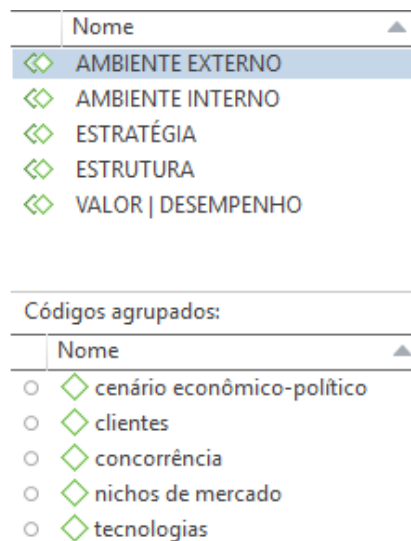 Nome
AMBIENTE EXTERNO
AMBIENTE INTERNO
ESTRATÉGIA
ESTRUTURA
VALOR | DESEMPENHO
Códigos agrupados:
Nome
cenário econômico-político
clientes
concorrência
nichos de mercado
tecnologias